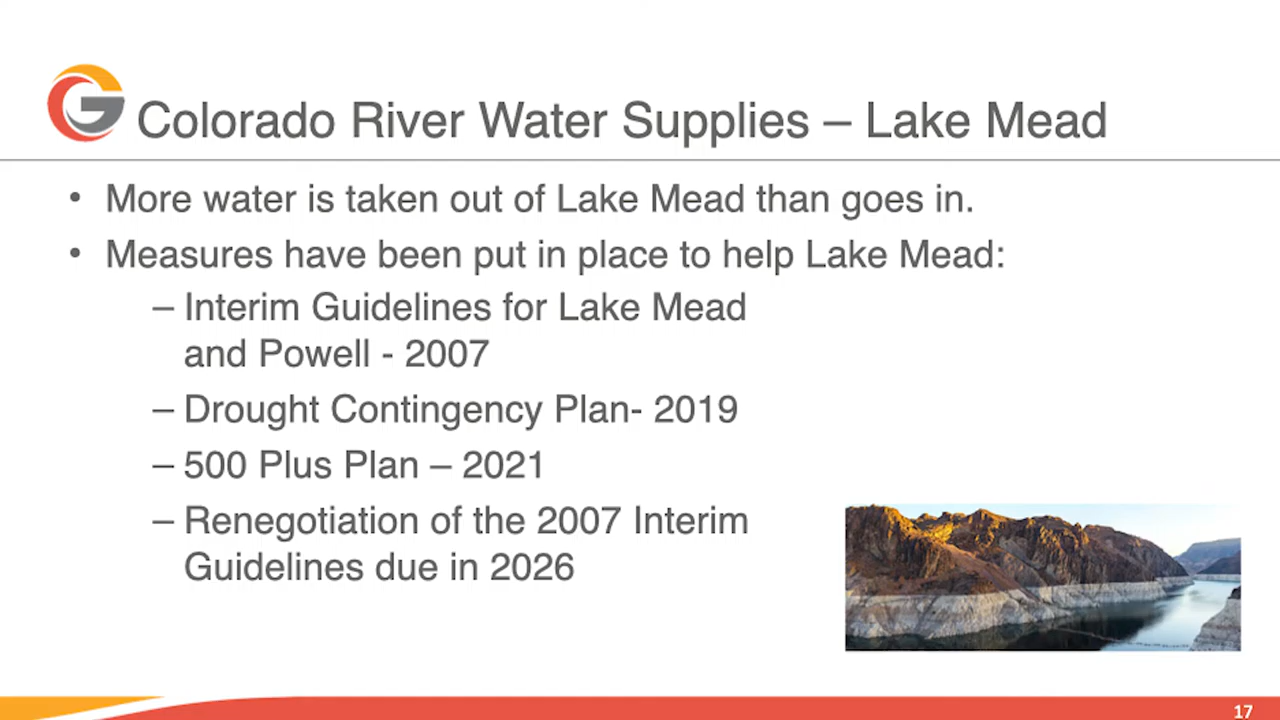 G Colorado River Water Supplies – Lake Mead
• More water is taken out of Lake Mead than goes in.
• Measures have been put in place to help Lake Mead:
– Interim Guidelines for Lake Mead
and Powell - 2007
– Drought Contingency Plan- 2019
– 500 Plus Plan – 2021
– Renegotiation of the 2007 Interim
Guidelines due in 2026
17